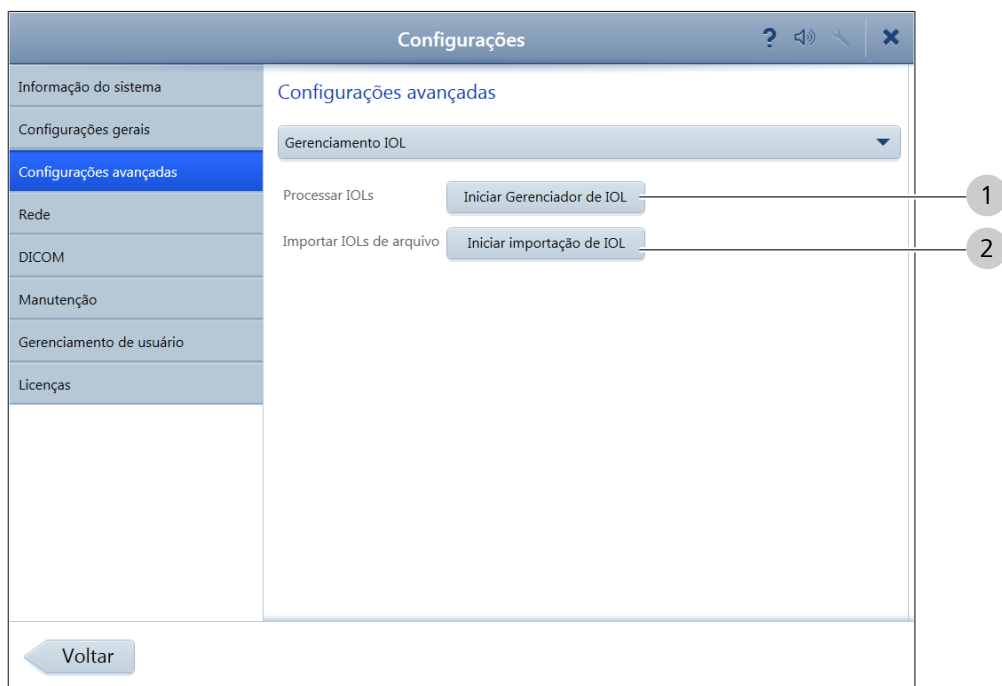 Configurações
?
Informação do sistema
Configurações gerais
Configurações avançadas
Rede
DICOM
Manutenção
Gerenciamento de usuário
Licenças
Configurações avançadas
Gerenciamento IOL
Processar IOLs
Iniciar Gerenciador de IOL
1
Importar IOLs de arquivo
Iniciar importação de IOL
2
Voltar